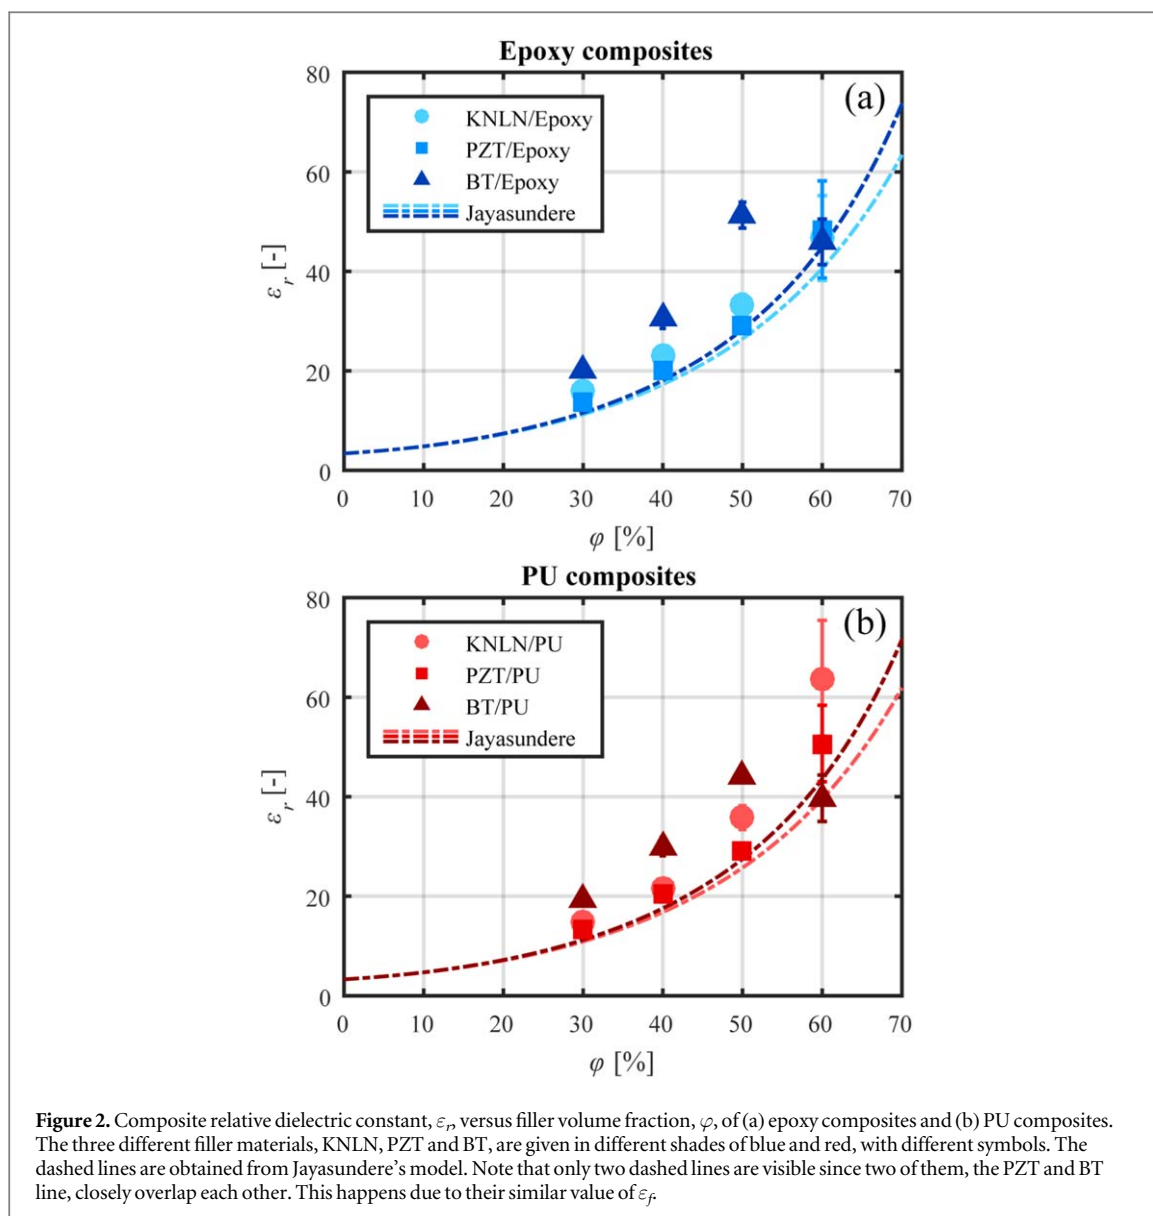 Epoxy composites
(a)
KNLN/Epoxy
PZT/Epoxy
BT/Epoxy
Jayasundere
80
60
40
20
0
ε_r [-]
0 10 20 30 40 50 60 70
φ [%]
PU composites
(b)
KNLN/PU
PZT/PU
BT/PU
Jayasundere
80
60
40
20
0
ε_r [-]
0 10 20 30 40 50 60 70
φ [%]
Figure 2. Composite relative dielectric constant, ε_r, versus filler volume fraction, φ, of (a) epoxy composites and (b) PU composites.
The three different filler materials, KNLN, PZT and BT, are given in different shades of blue and red, with different symbols. The
dashed lines are obtained from Jayasundere's model. Note that only two dashed lines are visible since two of them, the PZT and BT
line, closely overlap each other. This happens due to their similar value of ε_f.